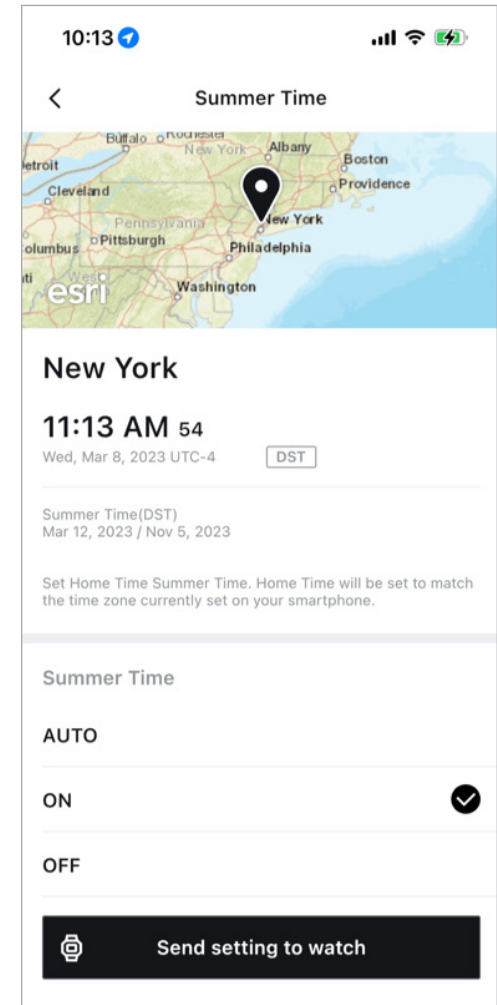 10:13
Summer Time
Buffalo Rochester
New York Albany
etroit
Boston
Cleveland
Providence
Pennsylvania
New York
olumbus Pittsburgh
Philadelphia
ti West
esri
Washington
New York
11:13 AM 54
Wed, Mar 8, 2023 UTC-4 DST
Summer Time(DST)
Mar 12, 2023 / Nov 5, 2023
Set Home Time Summer Time. Home Time will be set to match
the time zone currently set on your smartphone.
Summer Time
AUTO
ON
OFF
Send setting to watch